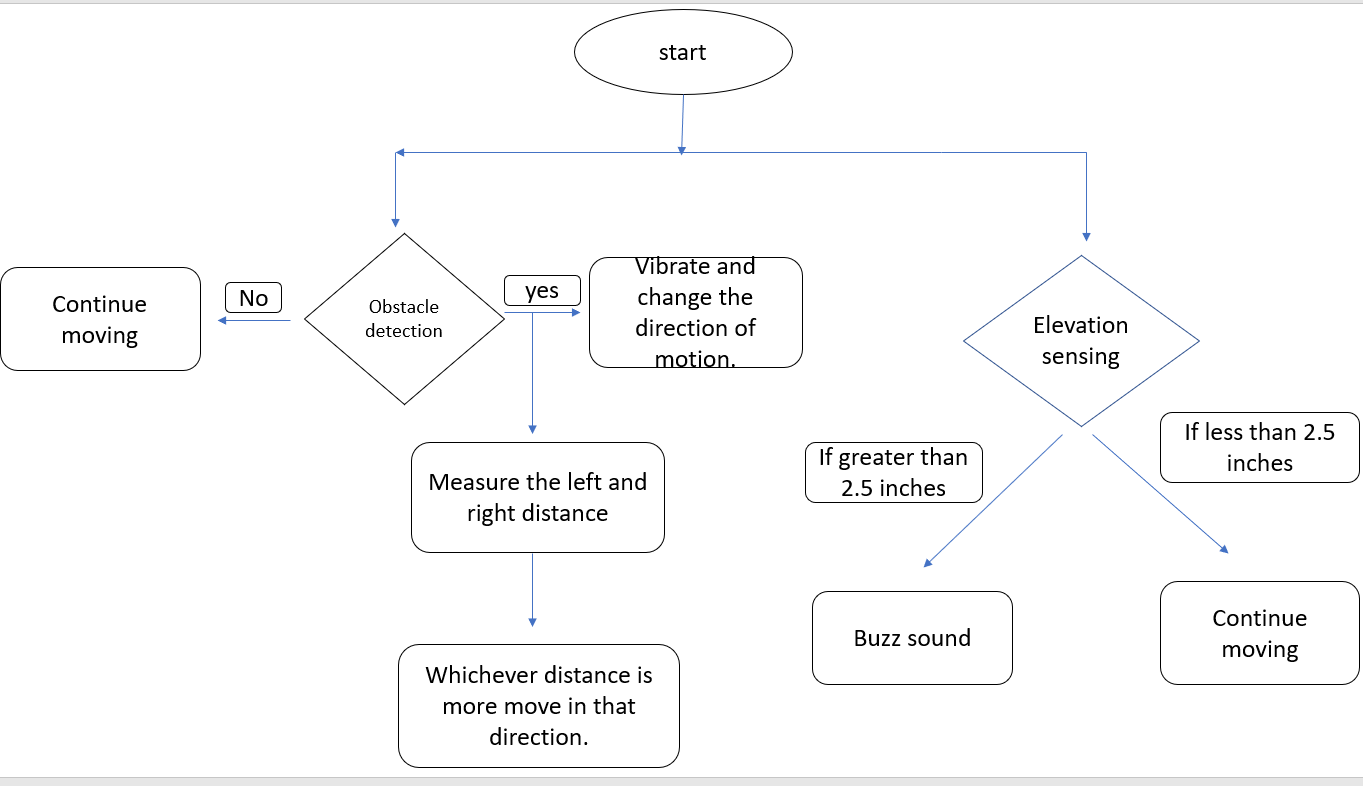 start
Continue
moving
No
Obstacle
detection
yes
Vibrate and
change the
direction of
motion.
Elevation
sensing
Measure the left and
right distance
If greater than
2.5 inches
If less than 2.5
inches
Whichever distance is
more move in that
direction.
Buzz sound
Continue
moving